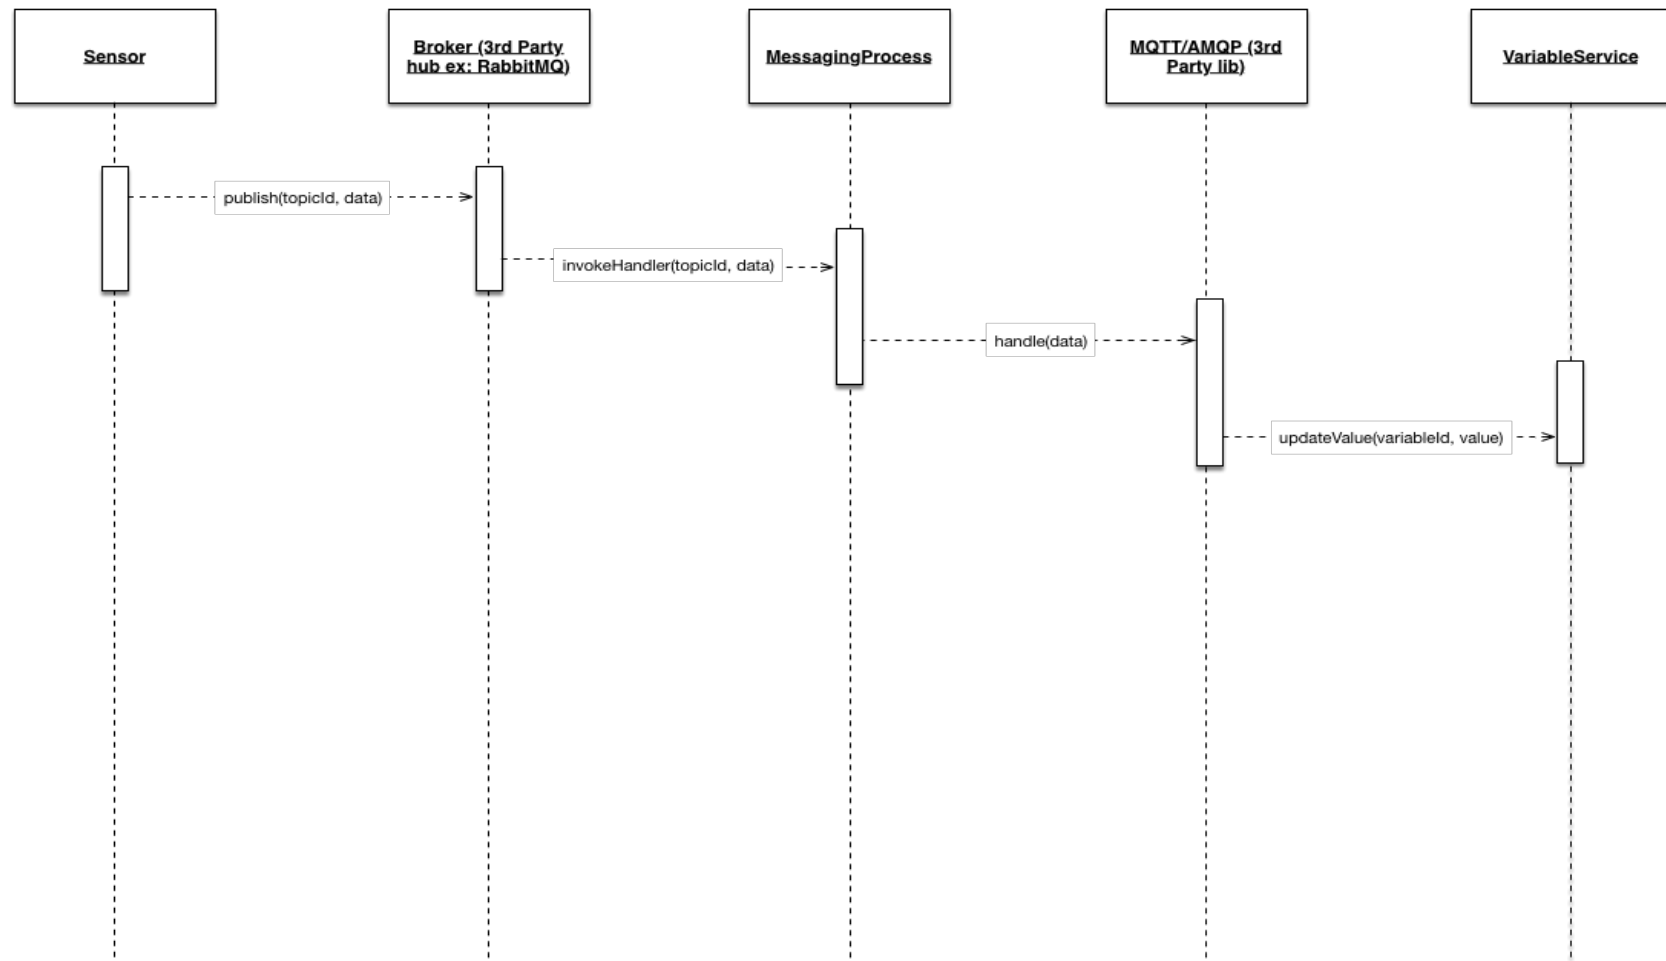 Sensor
Broker (3rd Party
hub ex: RabbitMQ)
MessagingProcess
MQTT/AMQP (3rd
Party lib)
VariableService
publish(topicId, data)
invokeHandler(topicId, data)
handle(data)
updateValue(variableId, value)